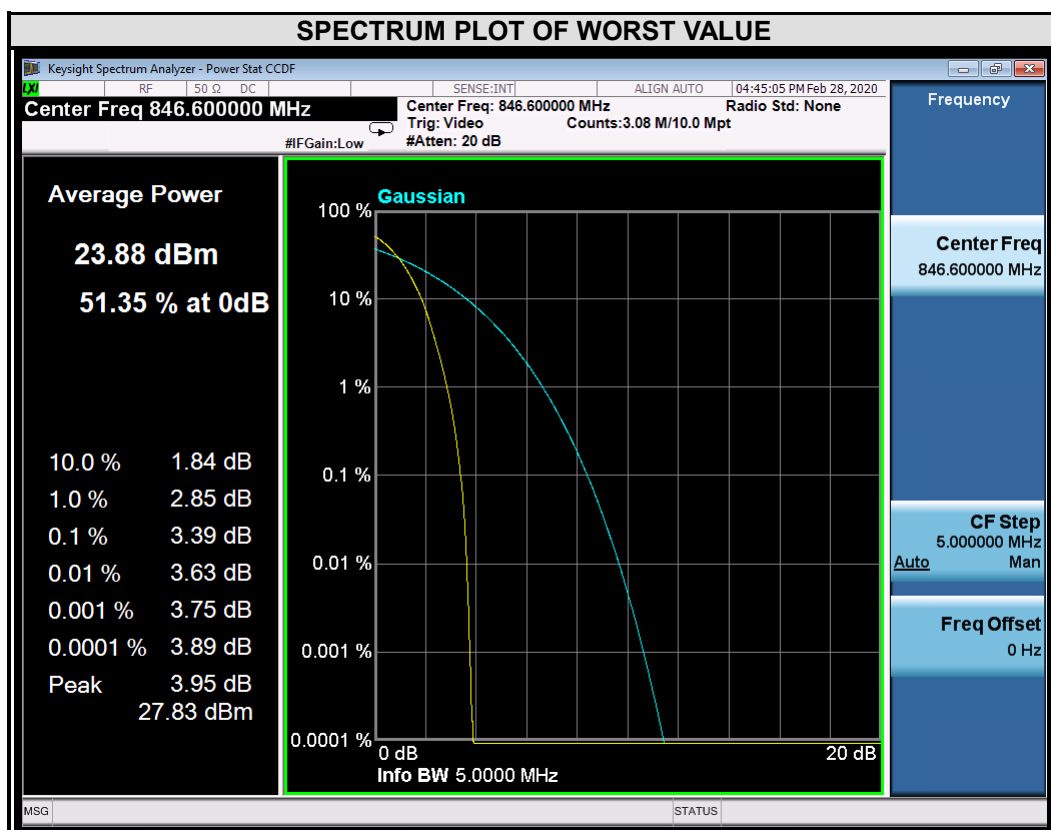 SPECTRUM PLOT OF WORST VALUE
Keysight Spectrum Analyzer - Power Stat CCDF
LXI RF 50 Ω DC SENSE:INT ALIGN AUTO 04:45:05 PM Feb 28, 2020
Center Freq 846.600000 MHz
Center Freq: 846.600000 MHz Radio Std: None
Trig: Video Counts:3.08 M/10.0 Mpt
#IFGain:Low #Atten: 20 dB
Frequency
Average Power
23.88 dBm
51.35 % at 0dB
10.0 % 1.84 dB
1.0 % 2.85 dB
0.1 % 3.39 dB
0.01 % 3.63 dB
0.001 % 3.75 dB
0.0001 % 3.89 dB
Peak 3.95 dB
27.83 dBm
Gaussian
100 %
10 %
1 %
0.1 %
0.01 %
0.001 %
0.0001 %
0 dB 20 dB
Info BW 5.0000 MHz
Center Freq
846.600000 MHz
CF Step
5.000000 MHz
Auto Man
Freq Offset
0 Hz
MSG STATUS